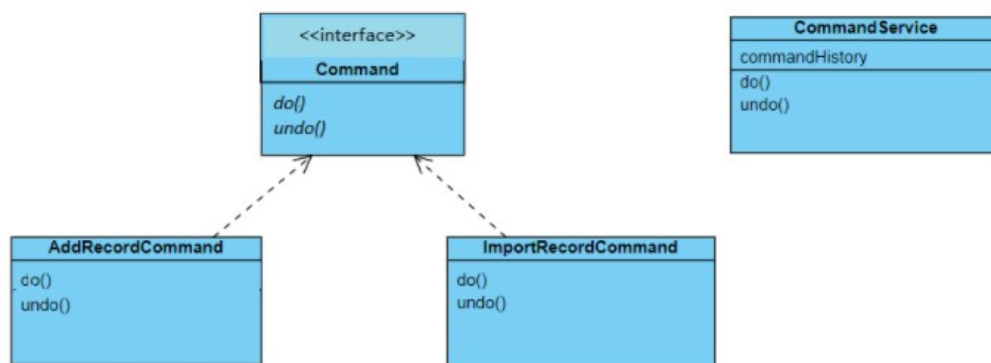 <<interface>>
Command
do()
undo()
CommandService
commandHistory
do()
undo()
AddRecordCommand
do()
undo()
ImportRecordCommand
do()
undo()